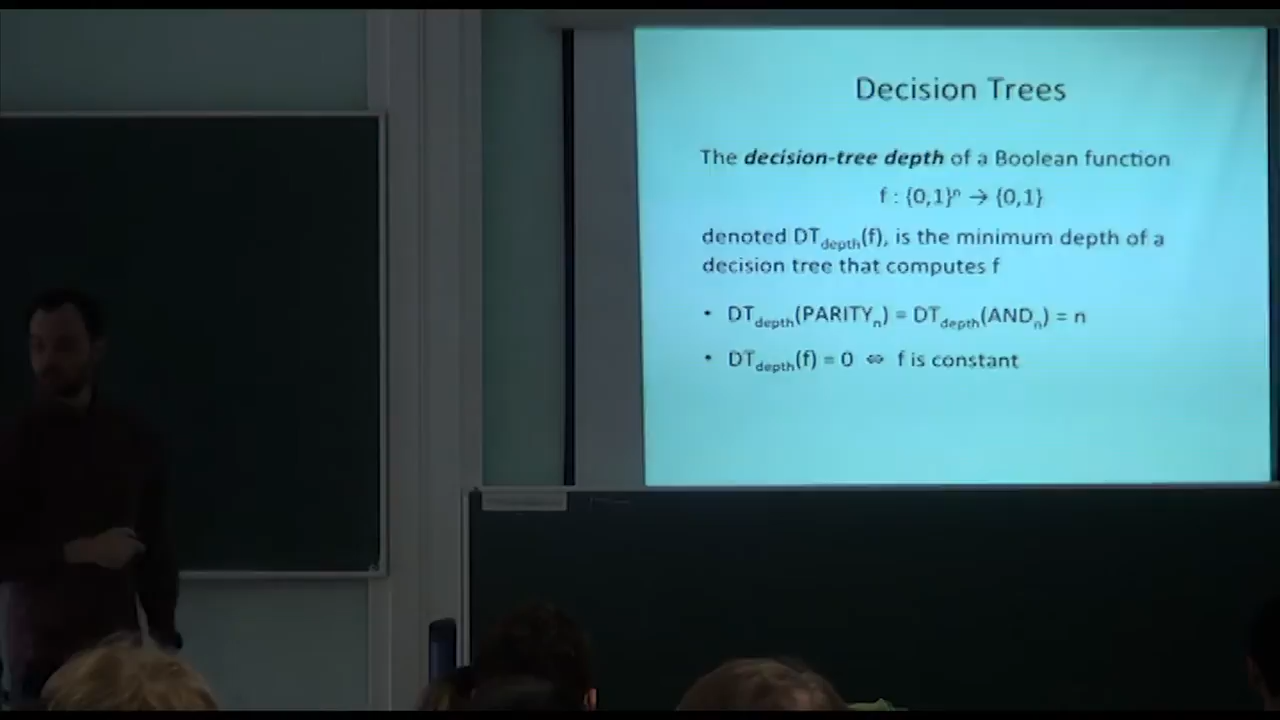 Decision Trees
The decision-tree depth of a Boolean function
f : {0,1}ⁿ → {0,1}
denoted DT_depth(f), is the minimum depth of a
decision tree that computes f
• DT_depth(PARITY_n) = DT_depth(AND_n) = n
• DT_depth(f) = 0 ⇔ f is constant